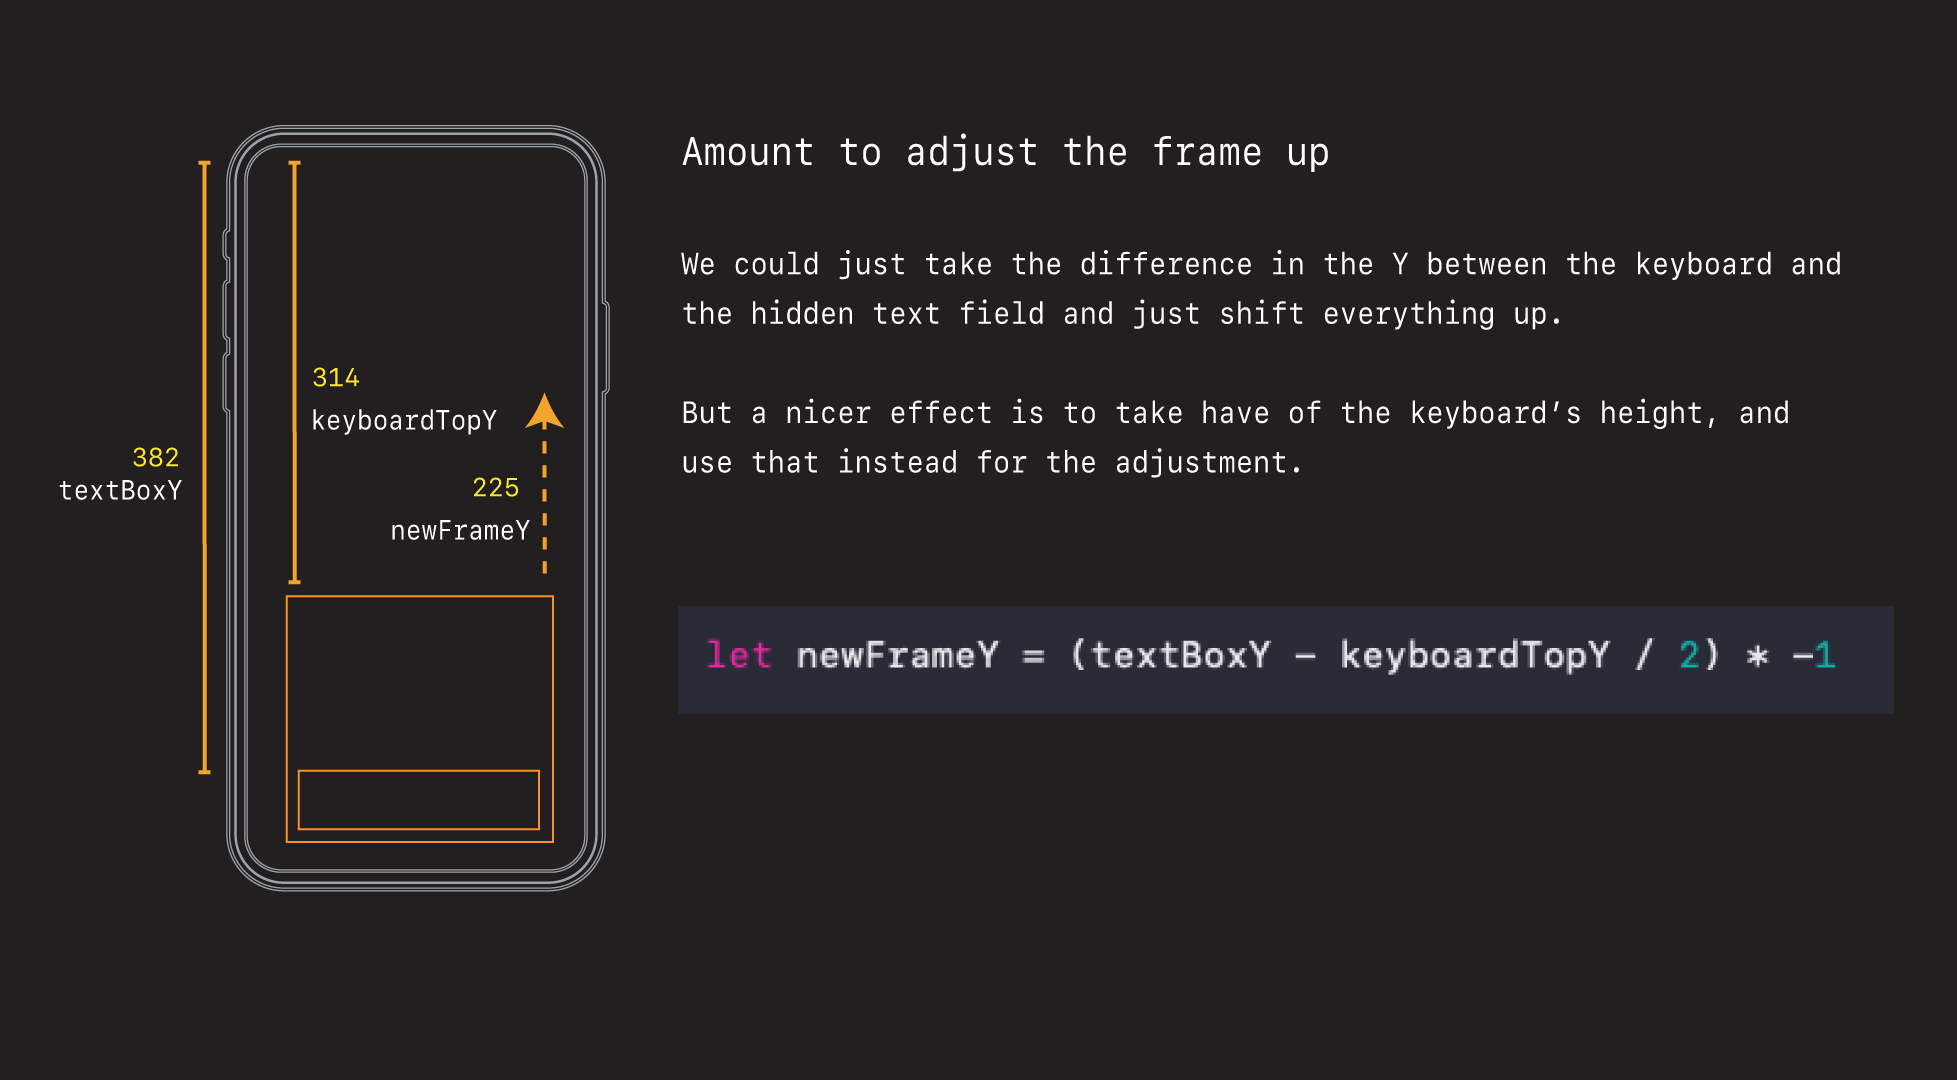 Amount to adjust the frame up
We could just take the difference in the Y between the keyboard and
the hidden text field and just shift everything up.
But a nicer effect is to take have of the keyboard’s height, and
use that instead for the adjustment.
314
keyboardTopY
382
textBoxY
225
newFrameY
let newFrameY = (textBoxY - keyboardTopY / 2) * -1